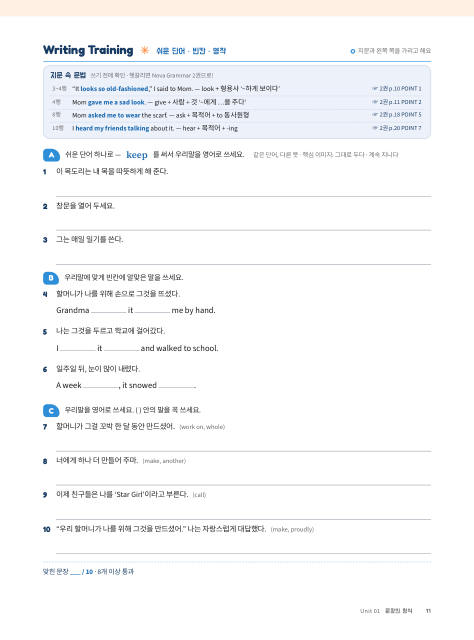 Writing Training ✳ 쉬운 단어 · 빈칸 · 영작
지문과 왼쪽 쪽을 가리고 해요
지문 속 문법 쓰기 전에 확인 · 헷갈리면 Nova Grammar 2권으로!
3–4행 "It looks so old-fashioned," I said to Mom. — look + 형용사 '~하게 보이다' ☞ 2권 p.10 POINT 1
4행 Mom gave me a sad look. — give + 사람 + 것 '~에게 …를 주다' ☞ 2권 p.11 POINT 2
8행 Mom asked me to wear the scarf. — ask + 목적어 + to 동사원형 ☞ 2권 p.18 POINT 5
10행 I heard my friends talking about it. — hear + 목적어 + -ing ☞ 2권 p.20 POINT 7
A 쉬운 단어 하나로 — keep 를 써서 우리말을 영어로 쓰세요. 같은 단어, 다른 뜻 · 핵심 이미지: 그대로 두다 · 계속 지니다
1 이 목도리는 내 목을 따뜻하게 해 준다.
2 창문을 열어 두세요.
3 그는 매일 일기를 쓴다.
B 우리말에 맞게 빈칸에 알맞은 말을 쓰세요.
4 할머니가 나를 위해 손으로 그것을 뜨셨다.
Grandma ______ it ______ me by hand.
5 나는 그것을 두르고 학교에 걸어갔다.
I ______ it ______ and walked to school.
6 일주일 뒤, 눈이 많이 내렸다.
A week ______, it snowed ______.
C 우리말을 영어로 쓰세요. ( ) 안의 말을 꼭 쓰세요.
7 할머니가 그걸 꼬박 한 달 동안 만드셨어. (work on, whole)
8 너에게 하나 더 만들어 주마. (make, another)
9 이제 친구들은 나를 'Star Girl'이라고 부른다. (call)
10 "우리 할머니가 나를 위해 그것을 만드셨어." 나는 자랑스럽게 대답했다. (make, proudly)
맞힌 문장 ___ / 10 · 8개 이상 통과
Unit 01 문장의 형식 11